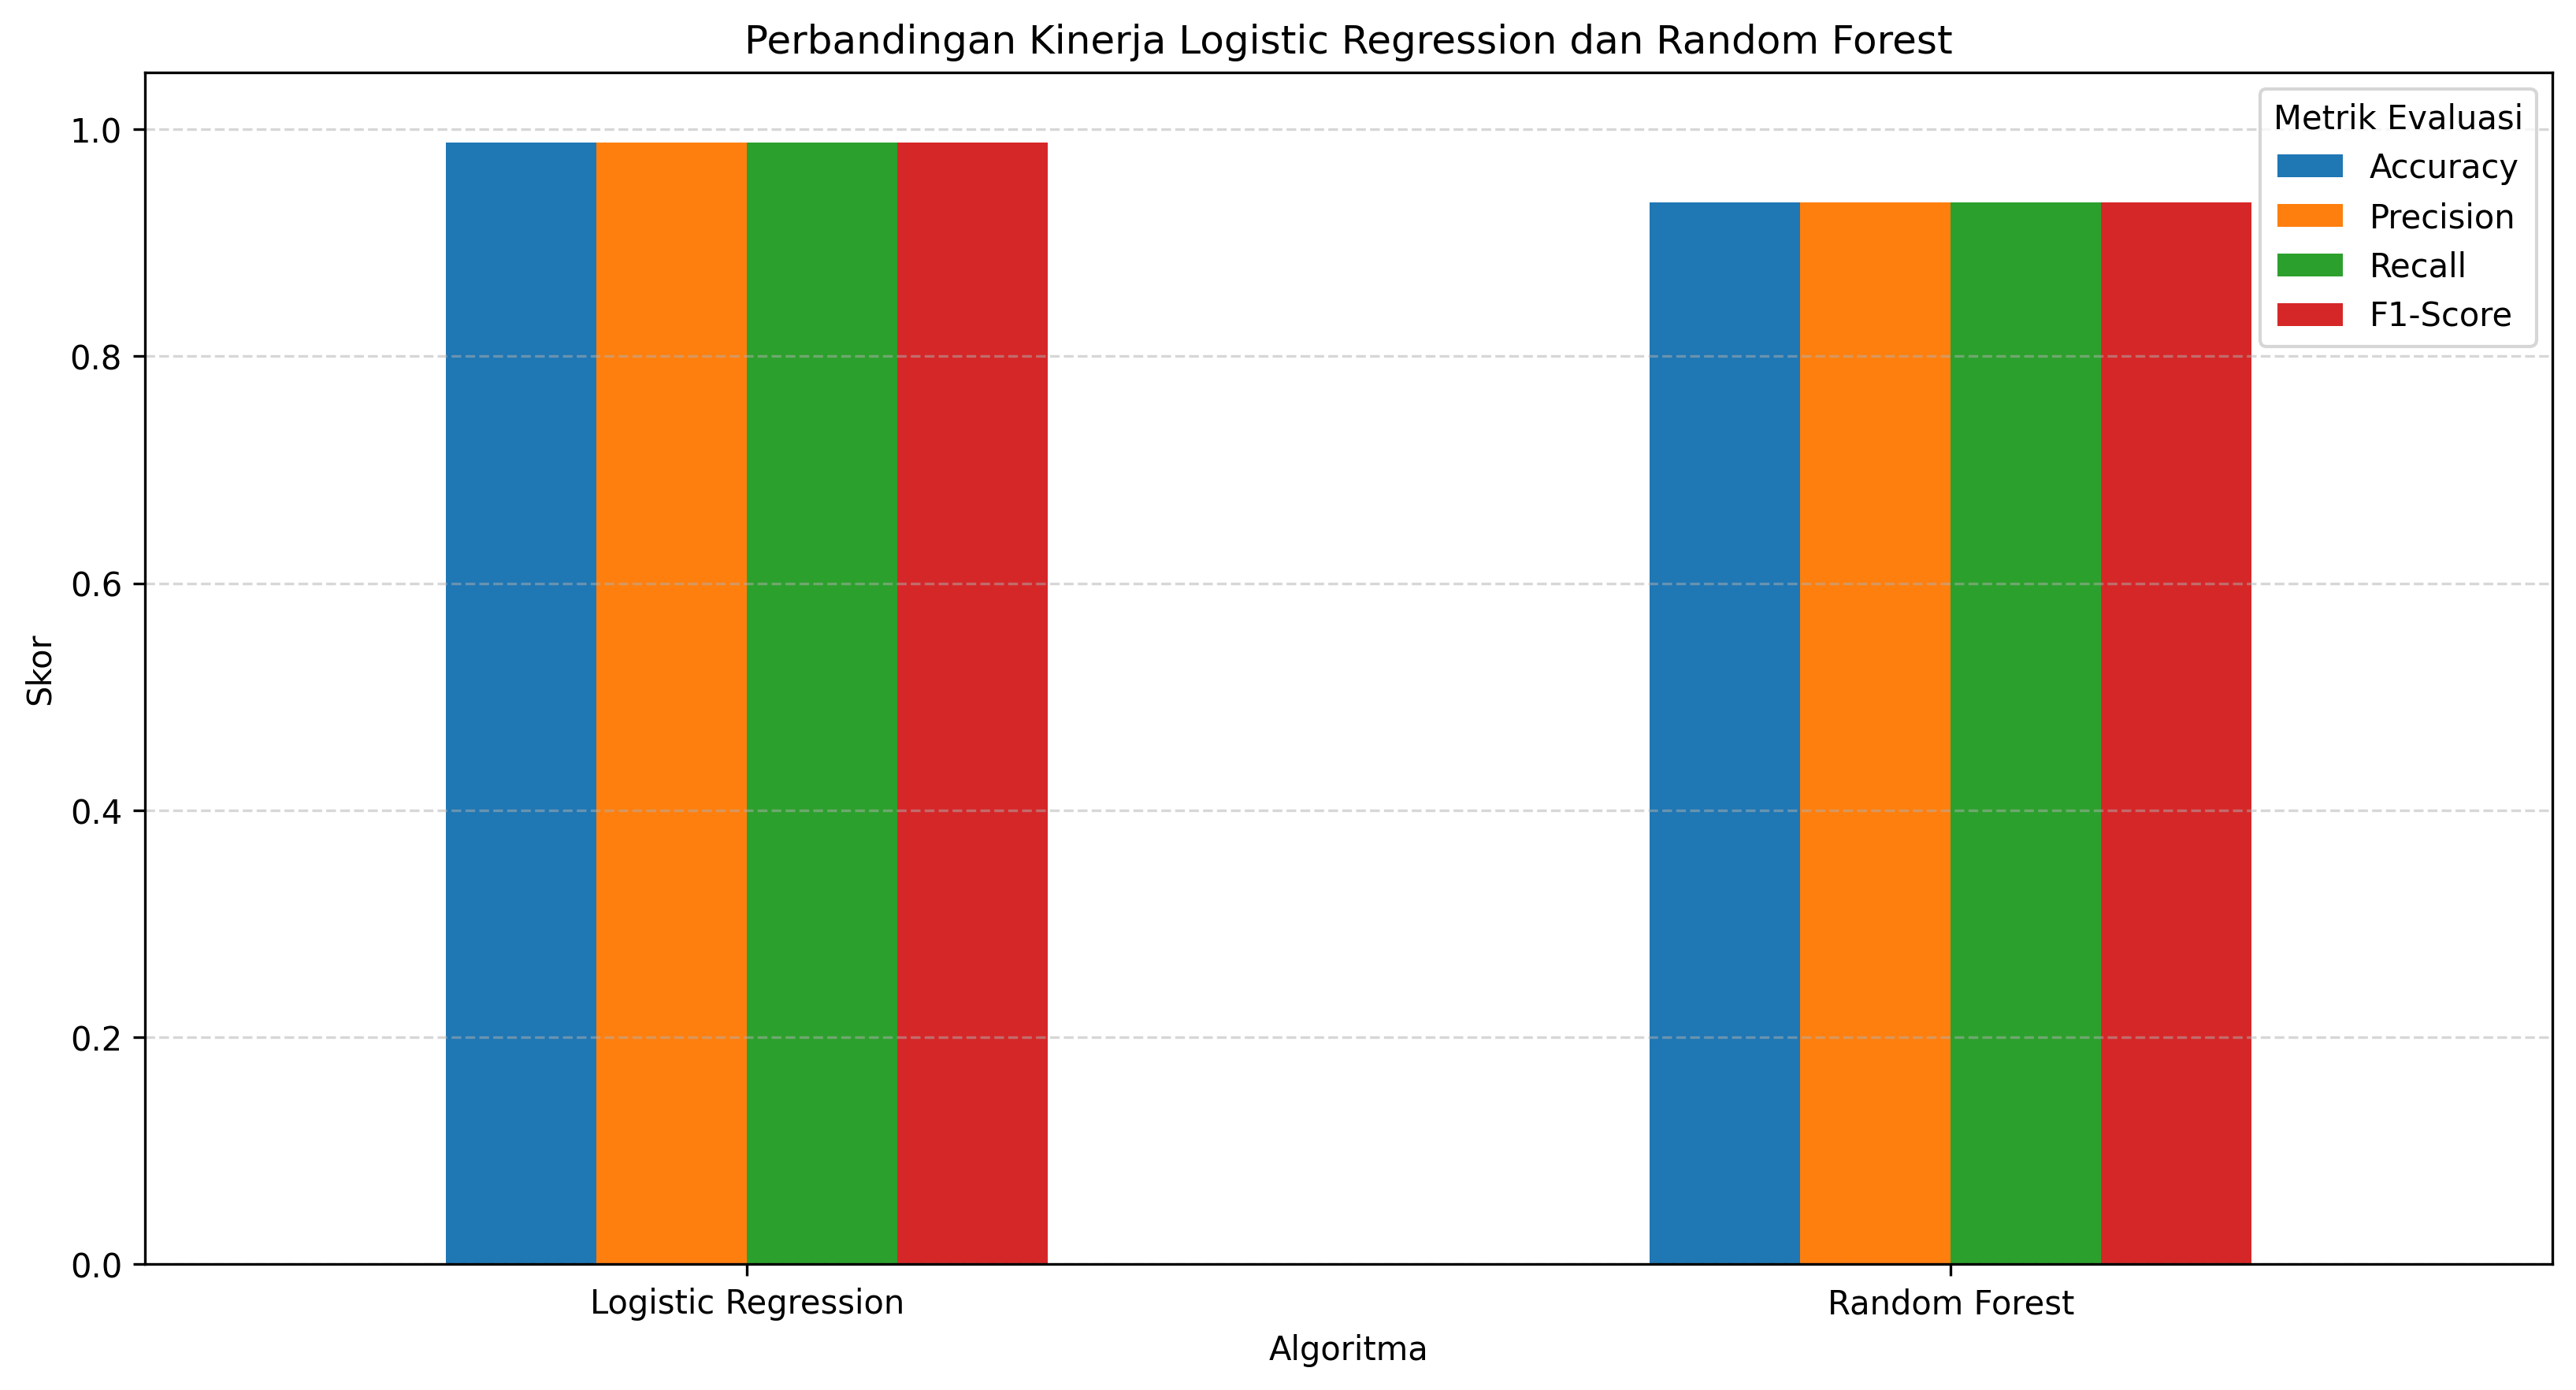 Perbandingan Kinerja Logistic Regression dan Random Forest
Metrik Evaluasi
Accuracy
Precision
Recall
F1-Score
1.0
0.8
0.6
0.4
0.2
0.0
Skor
Logistic Regression
Random Forest
Algoritma